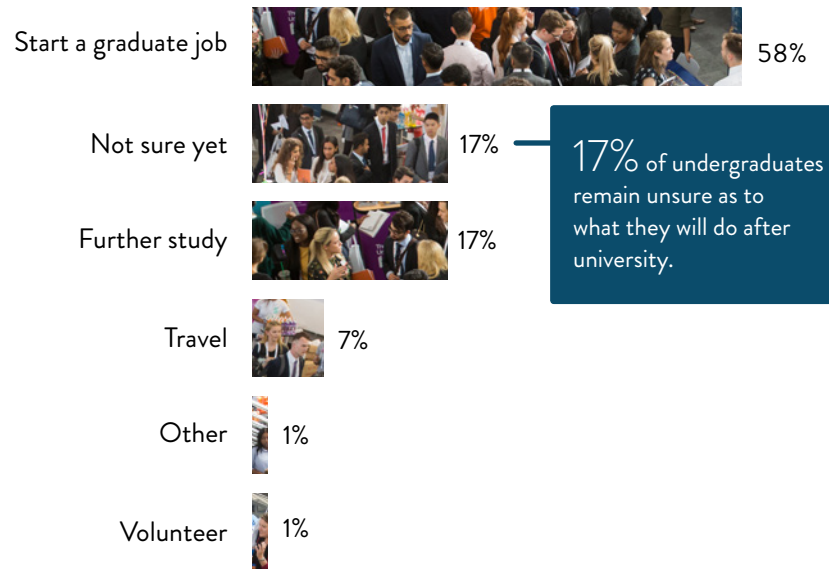 Start a graduate job
58%
Not sure yet
17%
17% of undergraduates
remain unsure as to
what they will do after
university.
Further study
17%
Travel
7%
Other
1%
Volunteer
1%